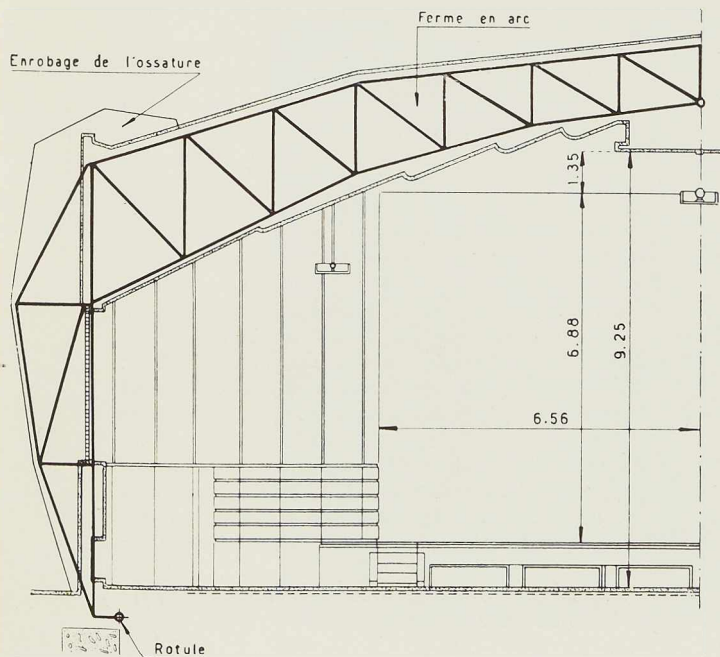 Ferme en arc
Enrobage de l'ossature
1.35
6.88
9.25
6.56
Rotule